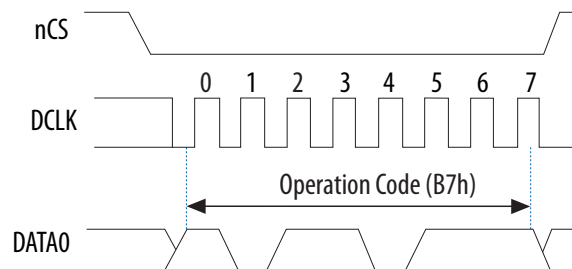 nCS
0 1 2 3 4 5 6 7
DCLK
Operation Code (B7h)
DATA0